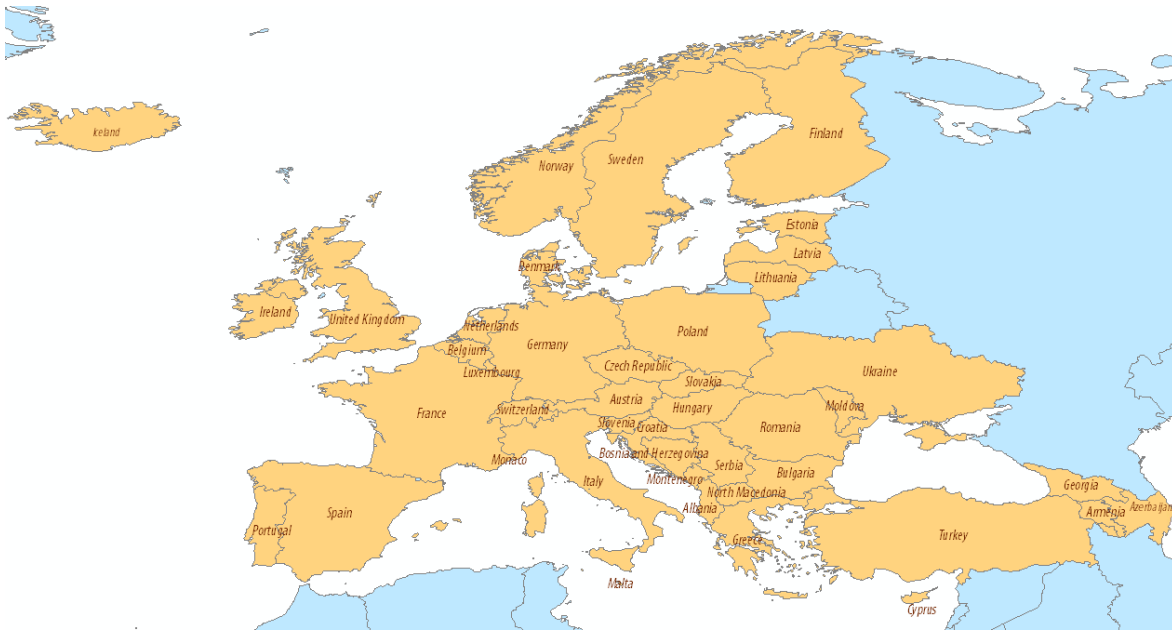 Iceland
Finland
Norway
Sweden
Estonia
Latvia
Denmark
Lithuania
Ireland
United Kingdom
Netherlands
Poland
Germany
Belgium
Czech Republic
Luxembourg
Ukraine
Slovakia
Austria
Switzerland
Hungary
Moldova
France
Slovenia
Croatia
Romania
Bosnia and Herzegovina
Monaco
Serbia
Bulgaria
Italy
Montenegro
Georgia
North Macedonia
Spain
Albania
Armenia
Azerbaijan
Portugal
Greece
Turkey
Malta
Cyprus